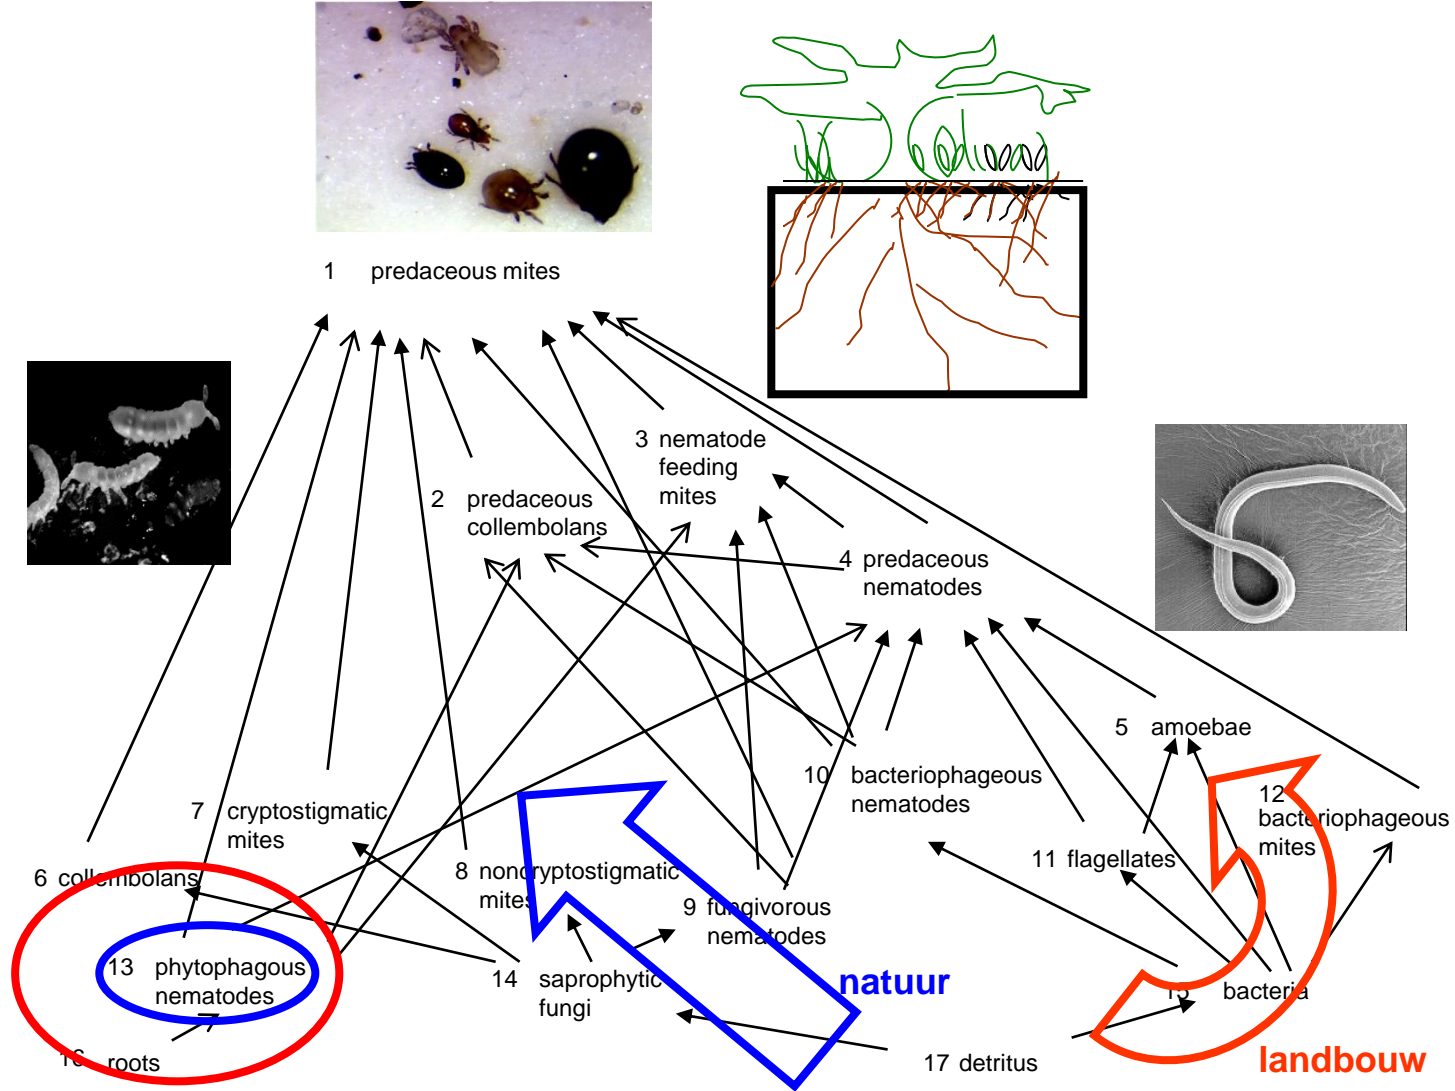 1 predaceous mites
3 nematode
feeding
mites
2 predaceous
collembolans
4 predaceous
nematodes
5 amoebae
10 bacteriophageous
nematodes
12
bacteriophageous
mites
7 cryptostigmatic
mites
11 flagellates
8 noncryptostigmatic
mites
6 collembolans
9 fungivorous
nematodes
13 phytophagous
nematodes
14 saprophytic
fungi
natuur
15 bacteria
16 roots
17 detritus
landbouw